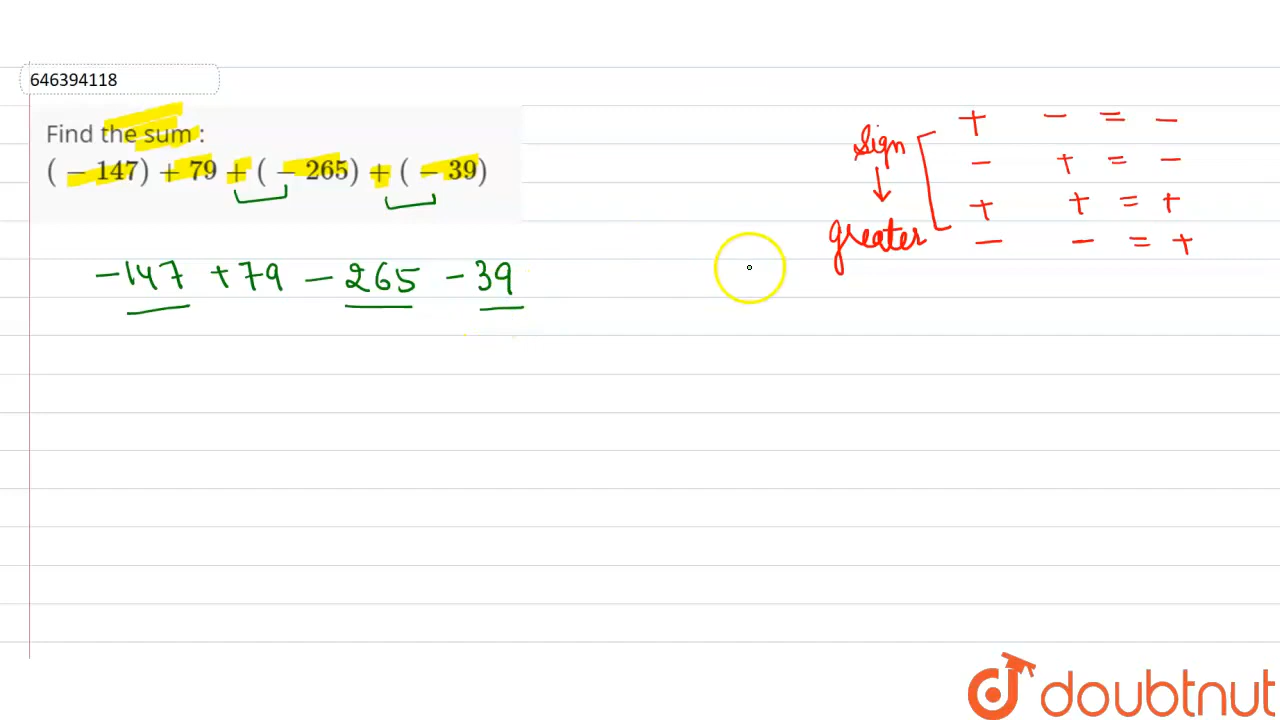 646394118
Find the sum :
( − 147) + 79 + ( − 265) + ( − 39)
−147 + 79 − 265 − 39
Sign
greater
+ − = −
− + = −
+ + = +
− − = +
doubtnut